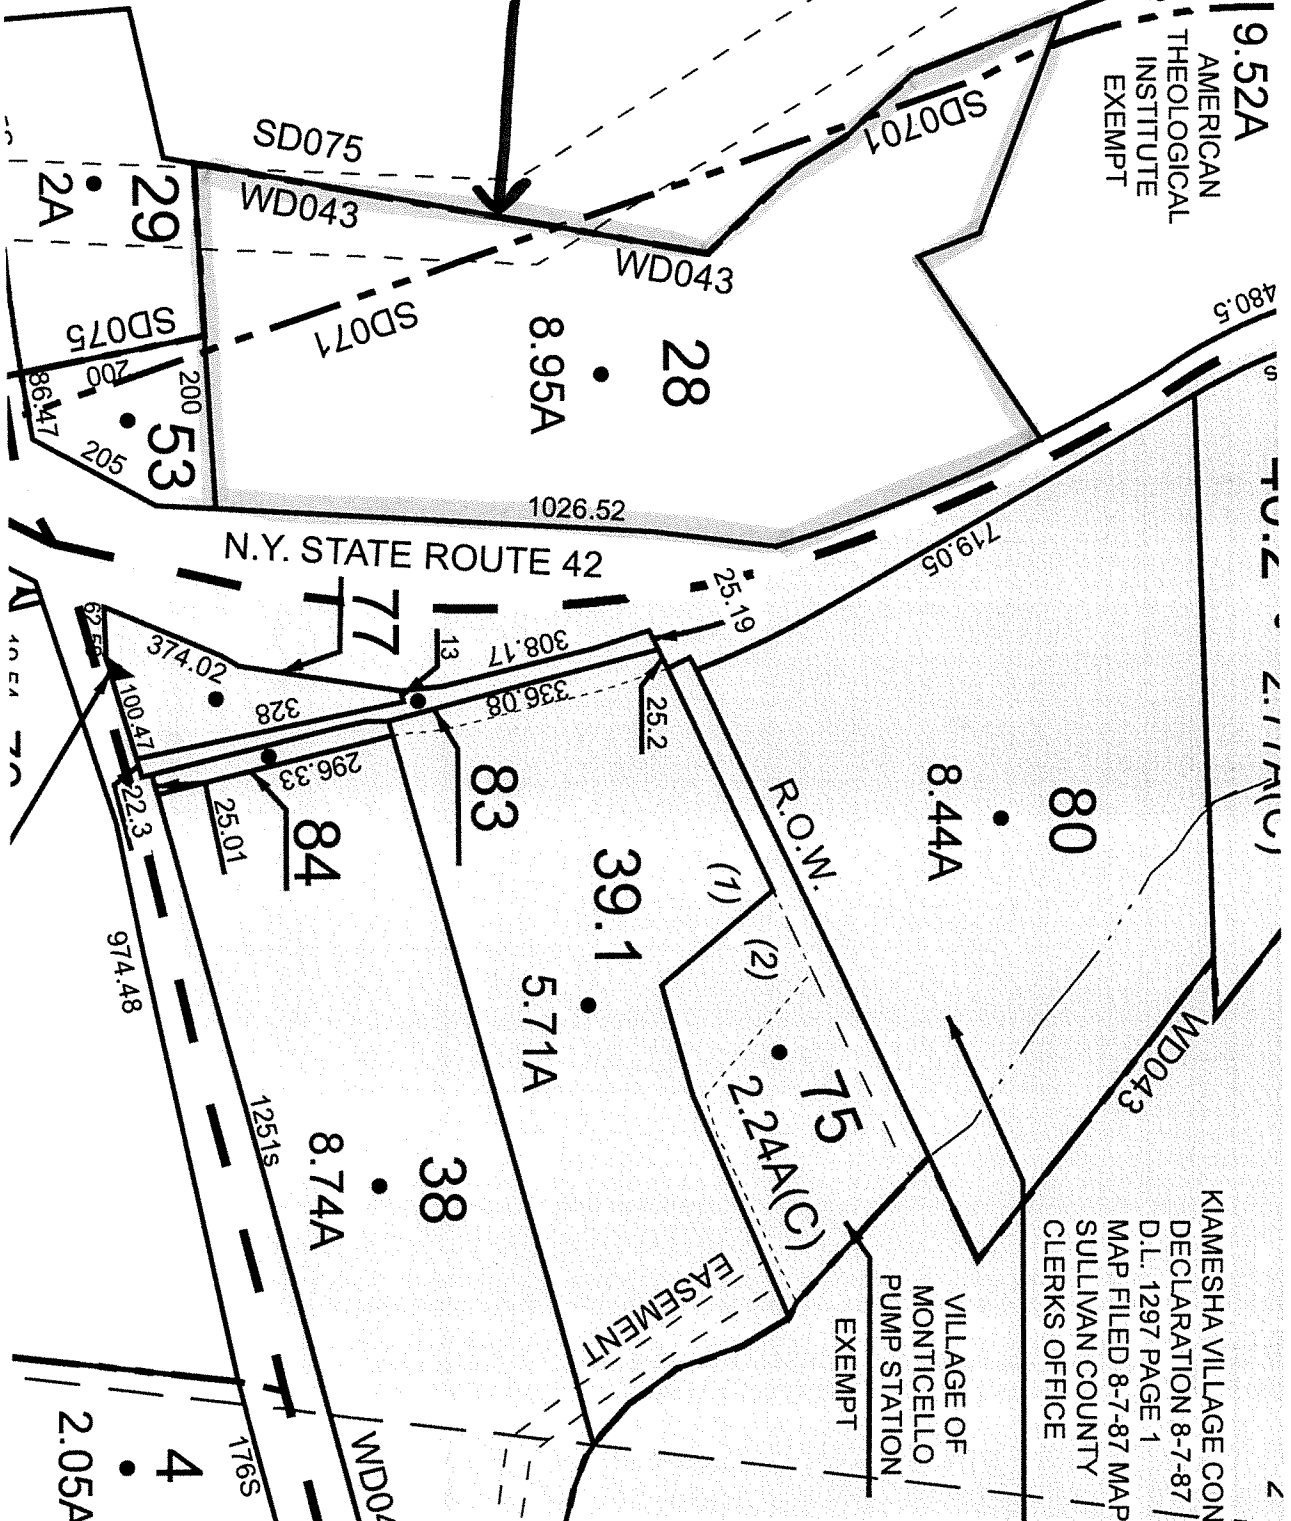 9.52A
AMERICAN
THEOLOGICAL
INSTITUTE
EXEMPT
SD0701
SD075
WD043
WD043
29
2A
SD075
SD071
28
8.95A
480.5
200
200
86.47
53
205
1026.52
N.Y. STATE ROUTE 42
719.05
25.19
77
13
308.17
374.02
336.08
328
25.2
100.47
296.33
22.3
25.01
84
83
R.O.W.
80
8.44A
2.77A(C)
39.1
5.71A
(1)
(2)
75
2.24A(C)
WD043
974.48
1251s
38
8.74A
EASEMENT
KIAMESHA VILLAGE CON
DECLARATION 8-7-87
D.L. 1297 PAGE 1
MAP FILED 8-7-87 MAP
SULLIVAN COUNTY
CLERKS OFFICE
VILLAGE OF
MONTICELLO
PUMP STATION
EXEMPT
4
2.05A
176S
WD04